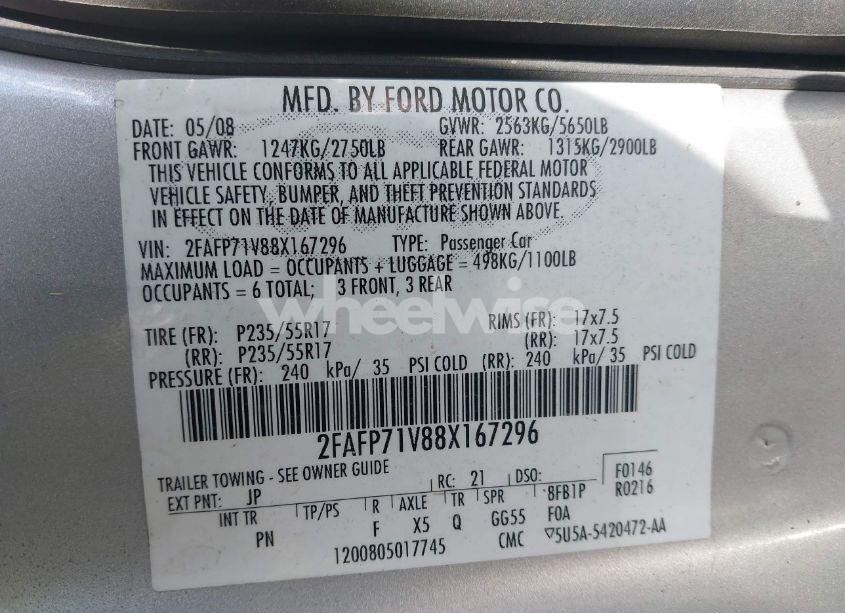 MFD. BY FORD MOTOR CO.
DATE: 05/08 GVWR: 2563KG/5650LB
FRONT GAWR: 1247KG/2750LB REAR GAWR: 1315KG/2900LB
THIS VEHICLE CONFORMS TO ALL APPLICABLE FEDERAL MOTOR
VEHICLE SAFETY, BUMPER, AND THEFT PREVENTION STANDARDS
IN EFFECT ON THE DATE OF MANUFACTURE SHOWN ABOVE.
VIN: 2FAFP71V88X167296 TYPE: Passenger Car
MAXIMUM LOAD = OCCUPANTS + LUGGAGE = 498KG/1100LB
OCCUPANTS = 6 TOTAL; 3 FRONT, 3 REAR
wheelwise
TIRE (FR): P235/55R17 RIMS (FR): 17x7.5
(RR): P235/55R17 (RR): 17x7.5
PRESSURE (FR): 240 kPa/ 35 PSI COLD (RR): 240 kPa/ 35 PSI COLD
2FAFP71V88X167296
TRAILER TOWING - SEE OWNER GUIDE
EXT PNT: JP RC: 21 DSO: F0146
INT TR TP/PS R AXLE TR SPR 8FB1P R0216
PN F X5 Q GG55 F0A
1200805017745 CMC ▽5U5A-5420472-AA